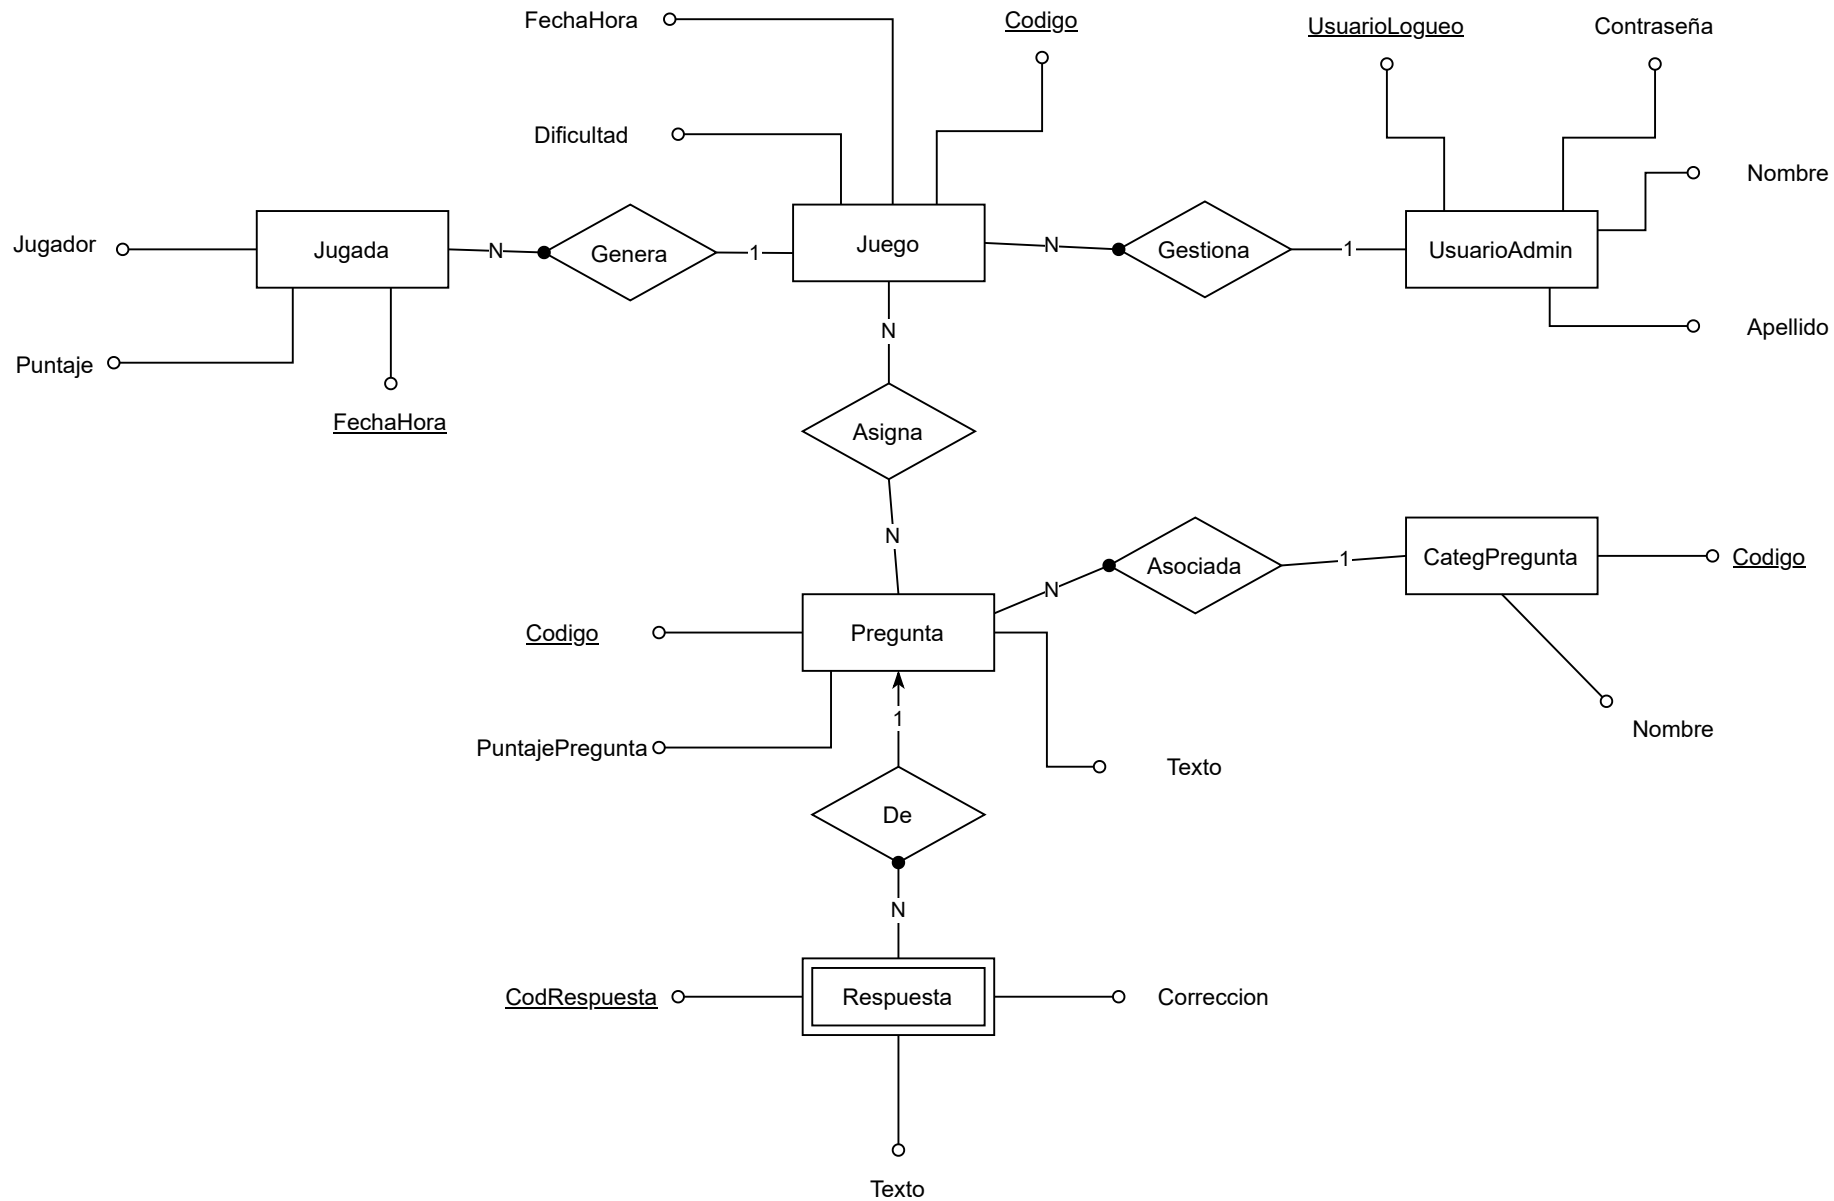 FechaHora
Codigo
UsuarioLogueo
Contraseña
Dificultad
Nombre
Jugador
Jugada
N
Genera
1
Juego
N
Gestiona
1
UsuarioAdmin
Apellido
Puntaje
FechaHora
N
Asigna
N
Asociada
1
CategPregunta
Codigo
N
Codigo
Pregunta
1
Nombre
PuntajePregunta
Texto
De
N
CodRespuesta
Respuesta
Correccion
Texto